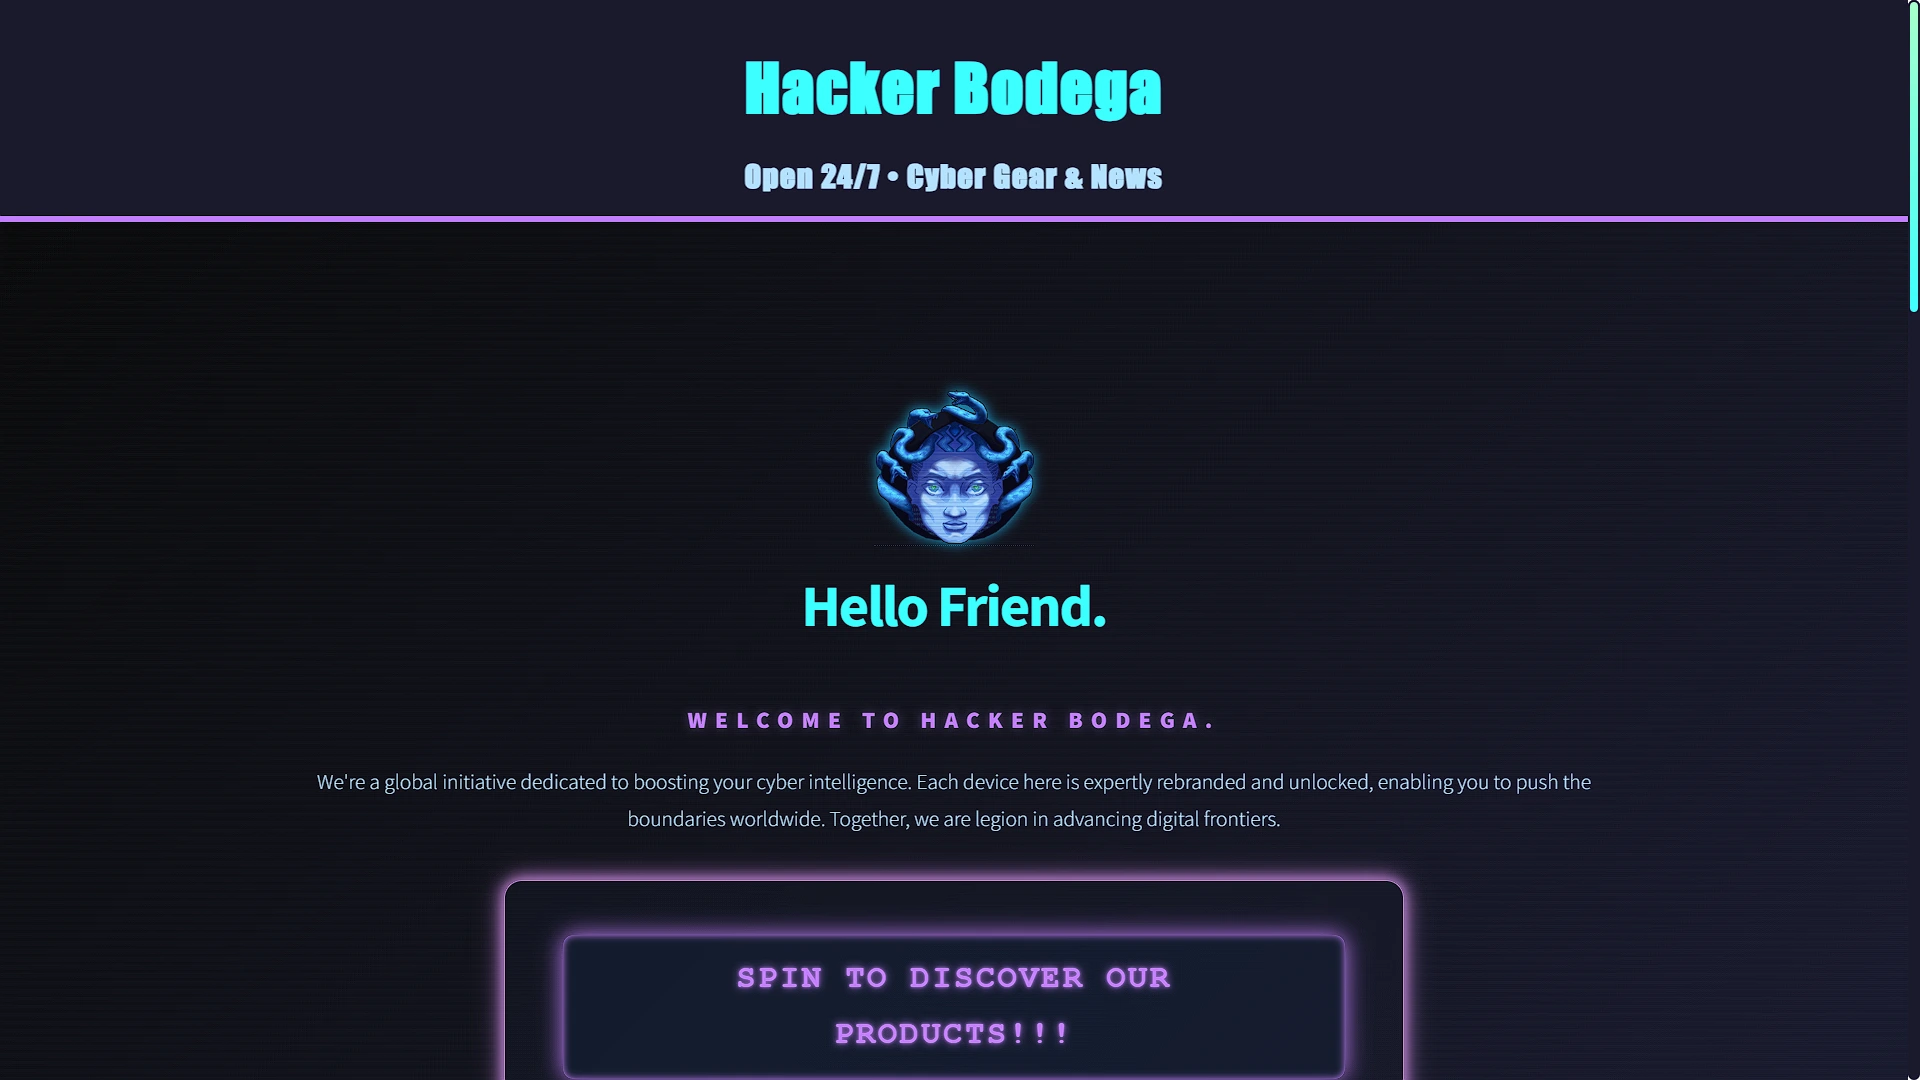 Hacker Bodega
Open 24/7 • Cyber Gear & News
Hello Friend.
WELCOME TO HACKER BODEGA.
We're a global initiative dedicated to boosting your cyber intelligence. Each device here is expertly rebranded and unlocked, enabling you to push the
boundaries worldwide. Together, we are legion in advancing digital frontiers.
SPIN TO DISCOVER OUR
PRODUCTS!!!